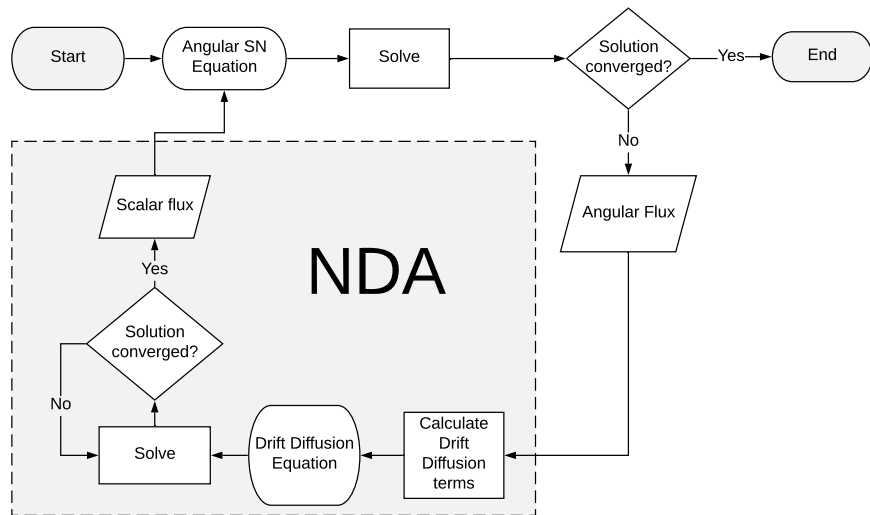 Start
Angular SN
Equation
Solve
Solution
converged?
Yes
End
No
Angular Flux
Scalar flux
NDA
Yes
Solution
converged?
No
Solve
Drift Diffusion
Equation
Calculate
Drift
Diffusion
terms